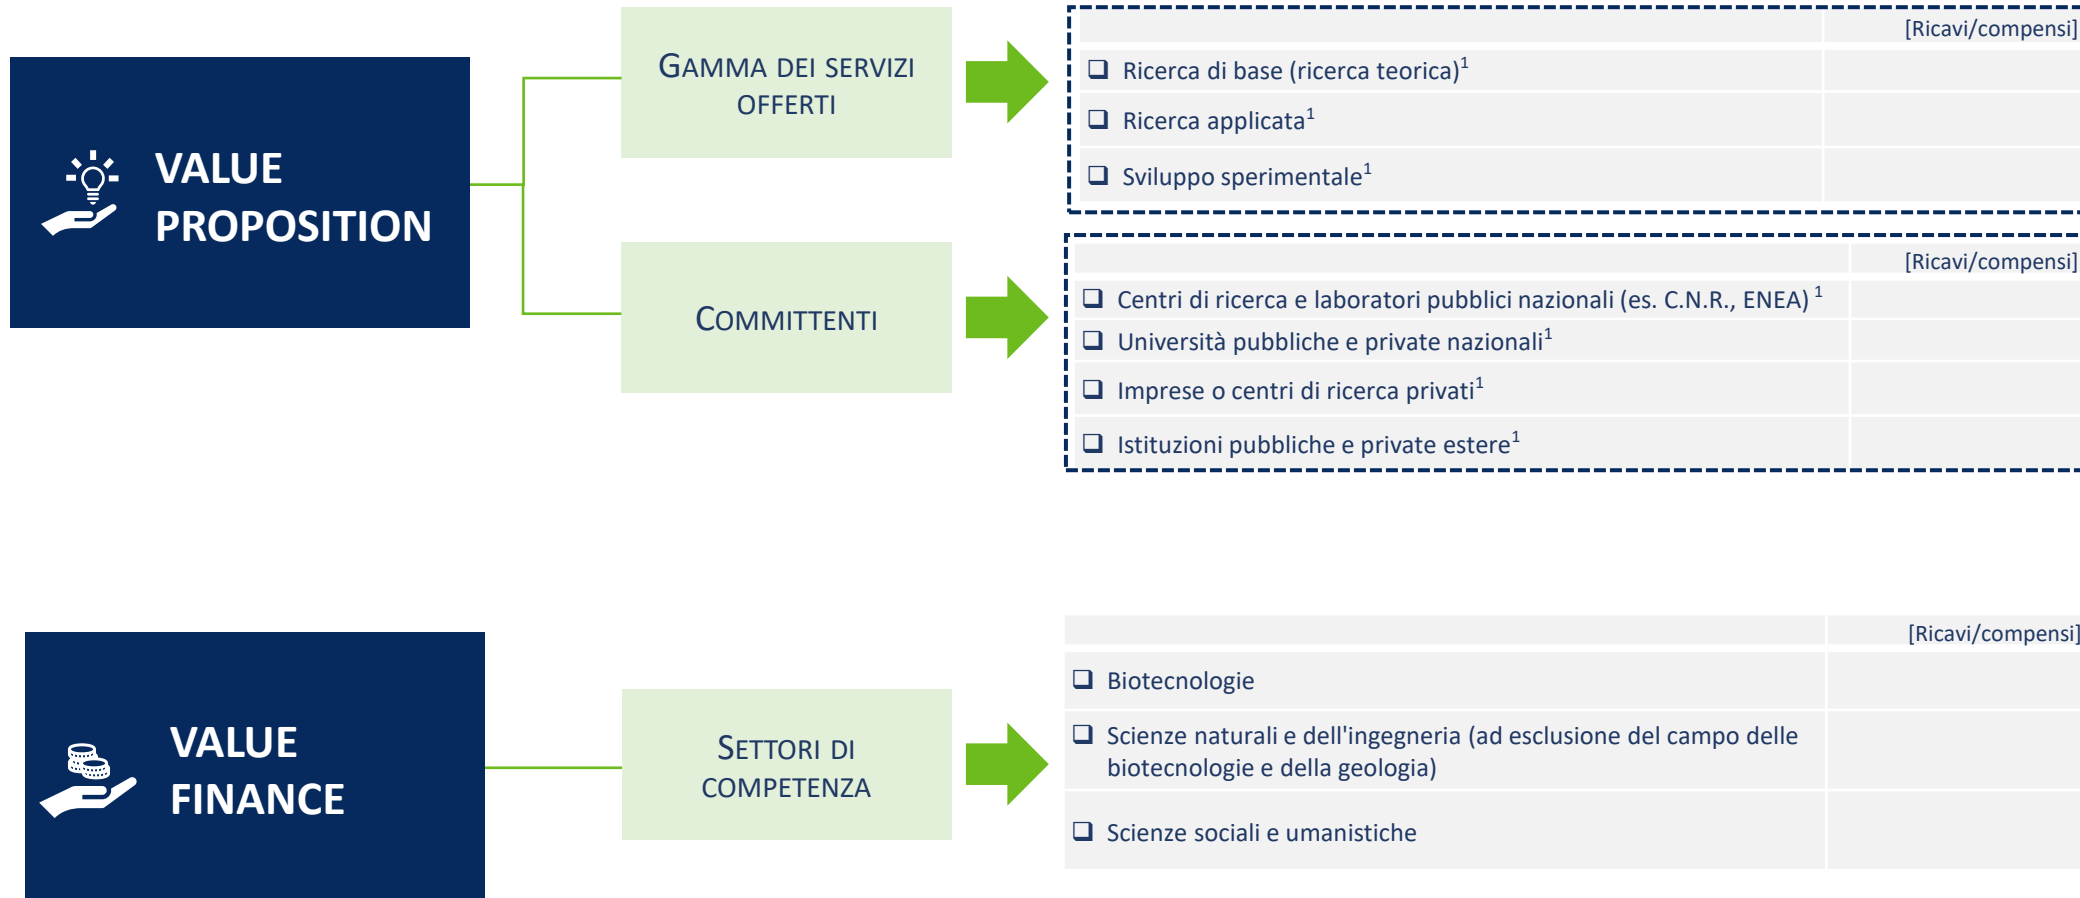 VALUE
PROPOSITION
GAMMA DEI SERVIZI
OFFERTI
[Ricavi/compensi]
❑ Ricerca di base (ricerca teorica)¹
❑ Ricerca applicata¹
❑ Sviluppo sperimentale¹
COMMITTENTI
[Ricavi/compensi]
❑ Centri di ricerca e laboratori pubblici nazionali (es. C.N.R., ENEA) ¹
❑ Università pubbliche e private nazionali¹
❑ Imprese o centri di ricerca privati¹
❑ Istituzioni pubbliche e private estere¹
VALUE
FINANCE
SETTORI DI
COMPETENZA
[Ricavi/compensi]
❑ Biotecnologie
❑ Scienze naturali e dell'ingegneria (ad esclusione del campo delle
biotecnologie e della geologia)
❑ Scienze sociali e umanistiche